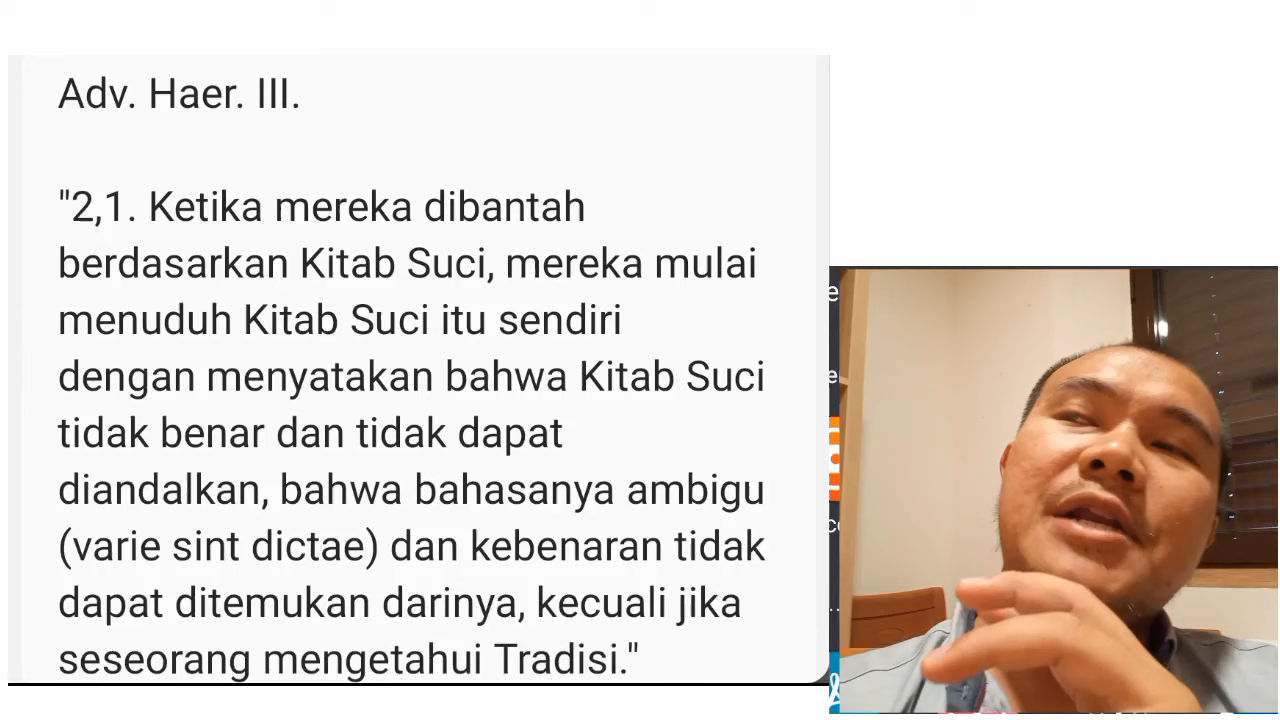 Adv. Haer. III.
"2,1. Ketika mereka dibantah
berdasarkan Kitab Suci, mereka mulai
menuduh Kitab Suci itu sendiri
dengan menyatakan bahwa Kitab Suci
tidak benar dan tidak dapat
diandalkan, bahwa bahasanya ambigu
(varie sint dictae) dan kebenaran tidak
dapat ditemukan darinya, kecuali jika
seseorang mengetahui Tradisi."